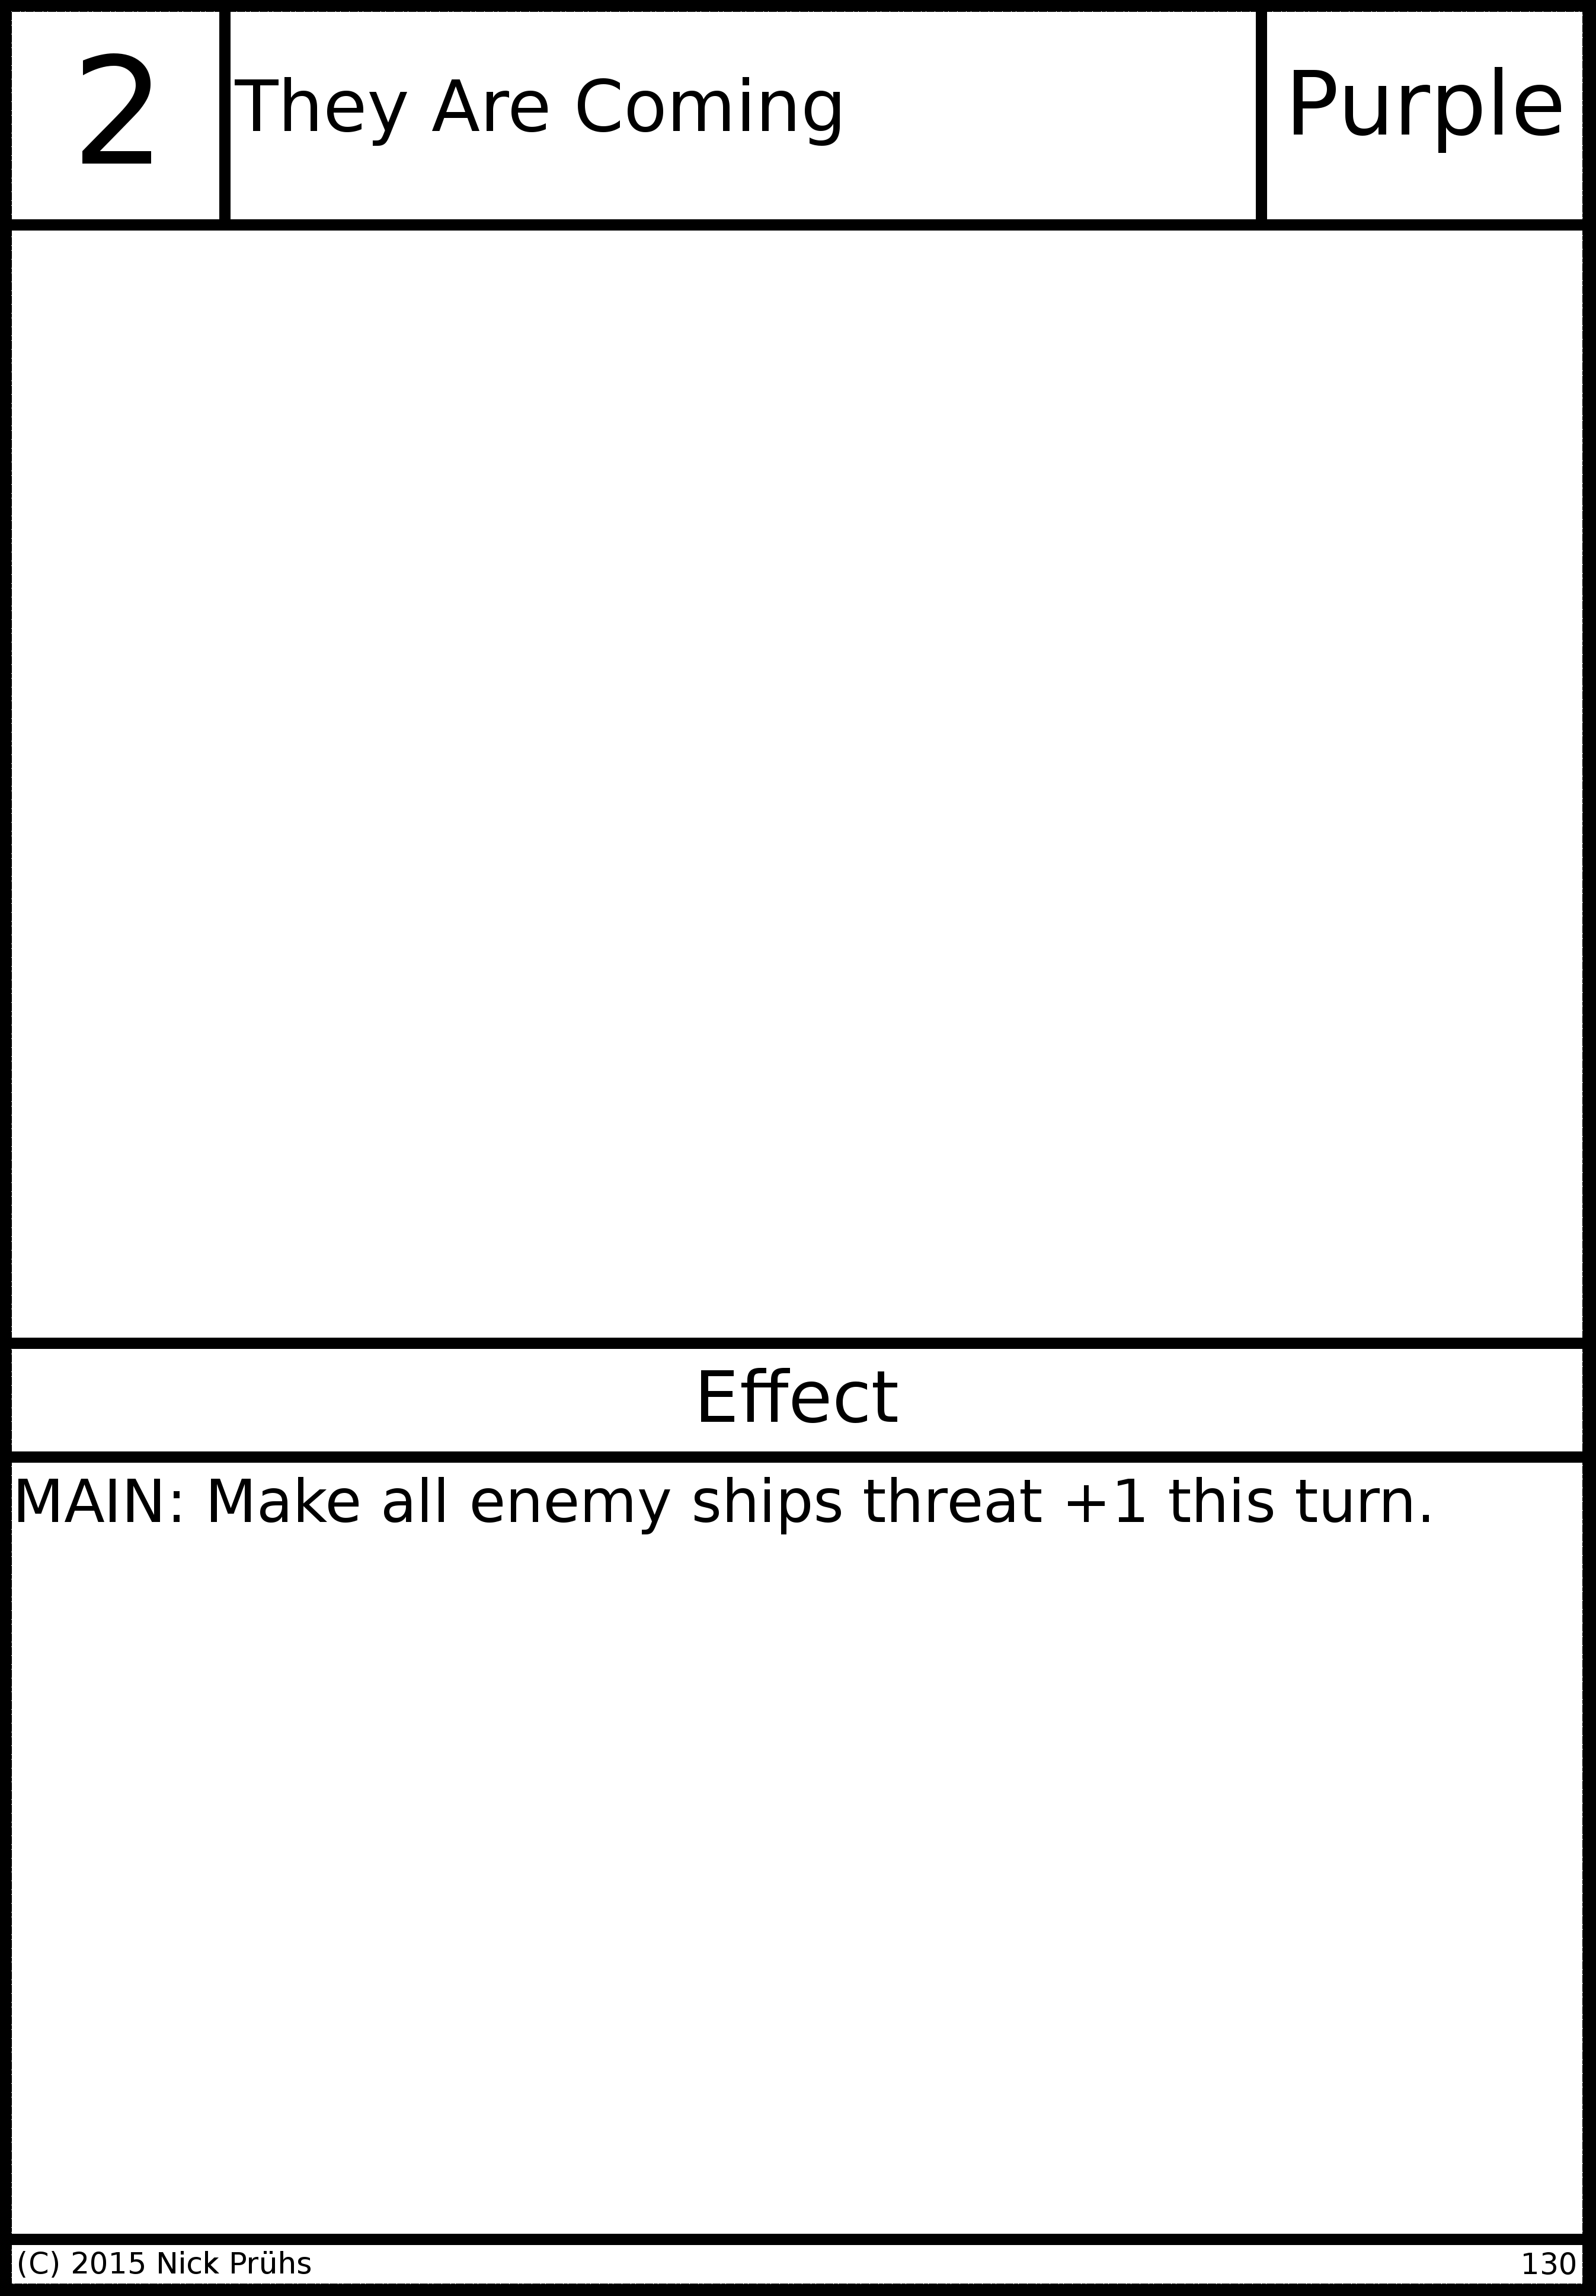 2
They Are Coming
Purple
Effect
MAIN: Make all enemy ships threat +1 this turn.
(C) 2015 Nick Prühs
130